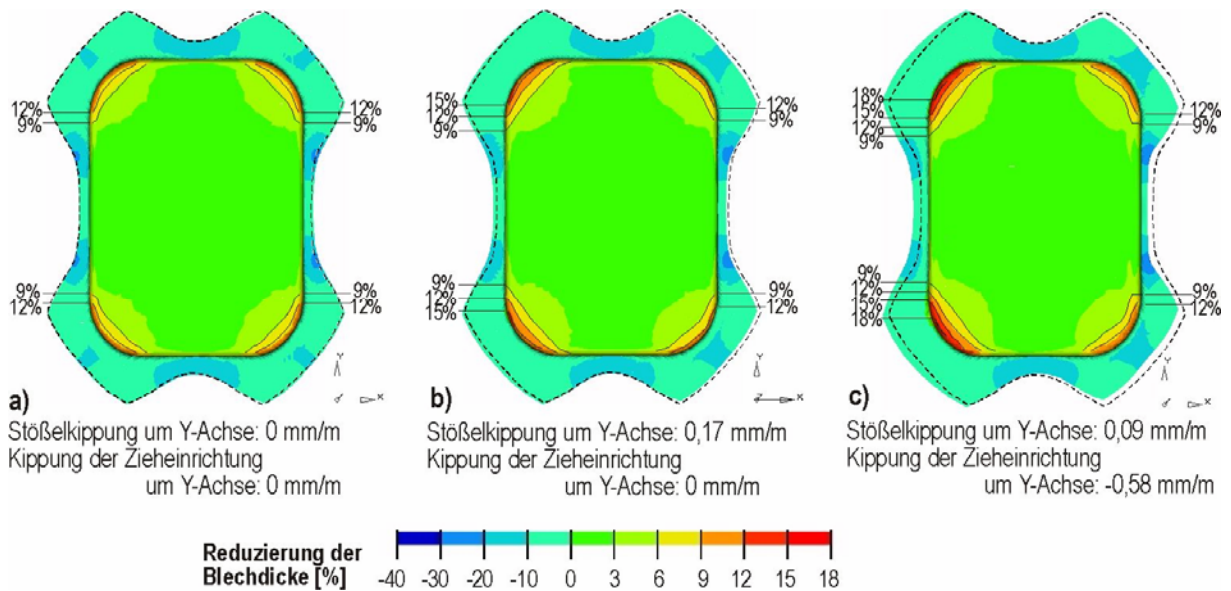 12%
9%
12%
9%
9%
12%
9%
12%
Y
X
a)
Stößelkippung um Y-Achse: 0 mm/m
Kippung der Zieheinrichtung
um Y-Achse: 0 mm/m
15%
12%
9%
12%
9%
9%
12%
15%
9%
12%
Y
Z
X
b)
Stößelkippung um Y-Achse: 0,17 mm/m
Kippung der Zieheinrichtung
um Y-Achse: 0 mm/m
18%
15%
12%
9%
12%
9%
9%
12%
15%
18%
9%
12%
Y
X
c)
Stößelkippung um Y-Achse: 0,09 mm/m
Kippung der Zieheinrichtung
um Y-Achse: -0,58 mm/m
Reduzierung der
Blechdicke [%]
-40 -30 -20 -10 0 3 6 9 12 15 18